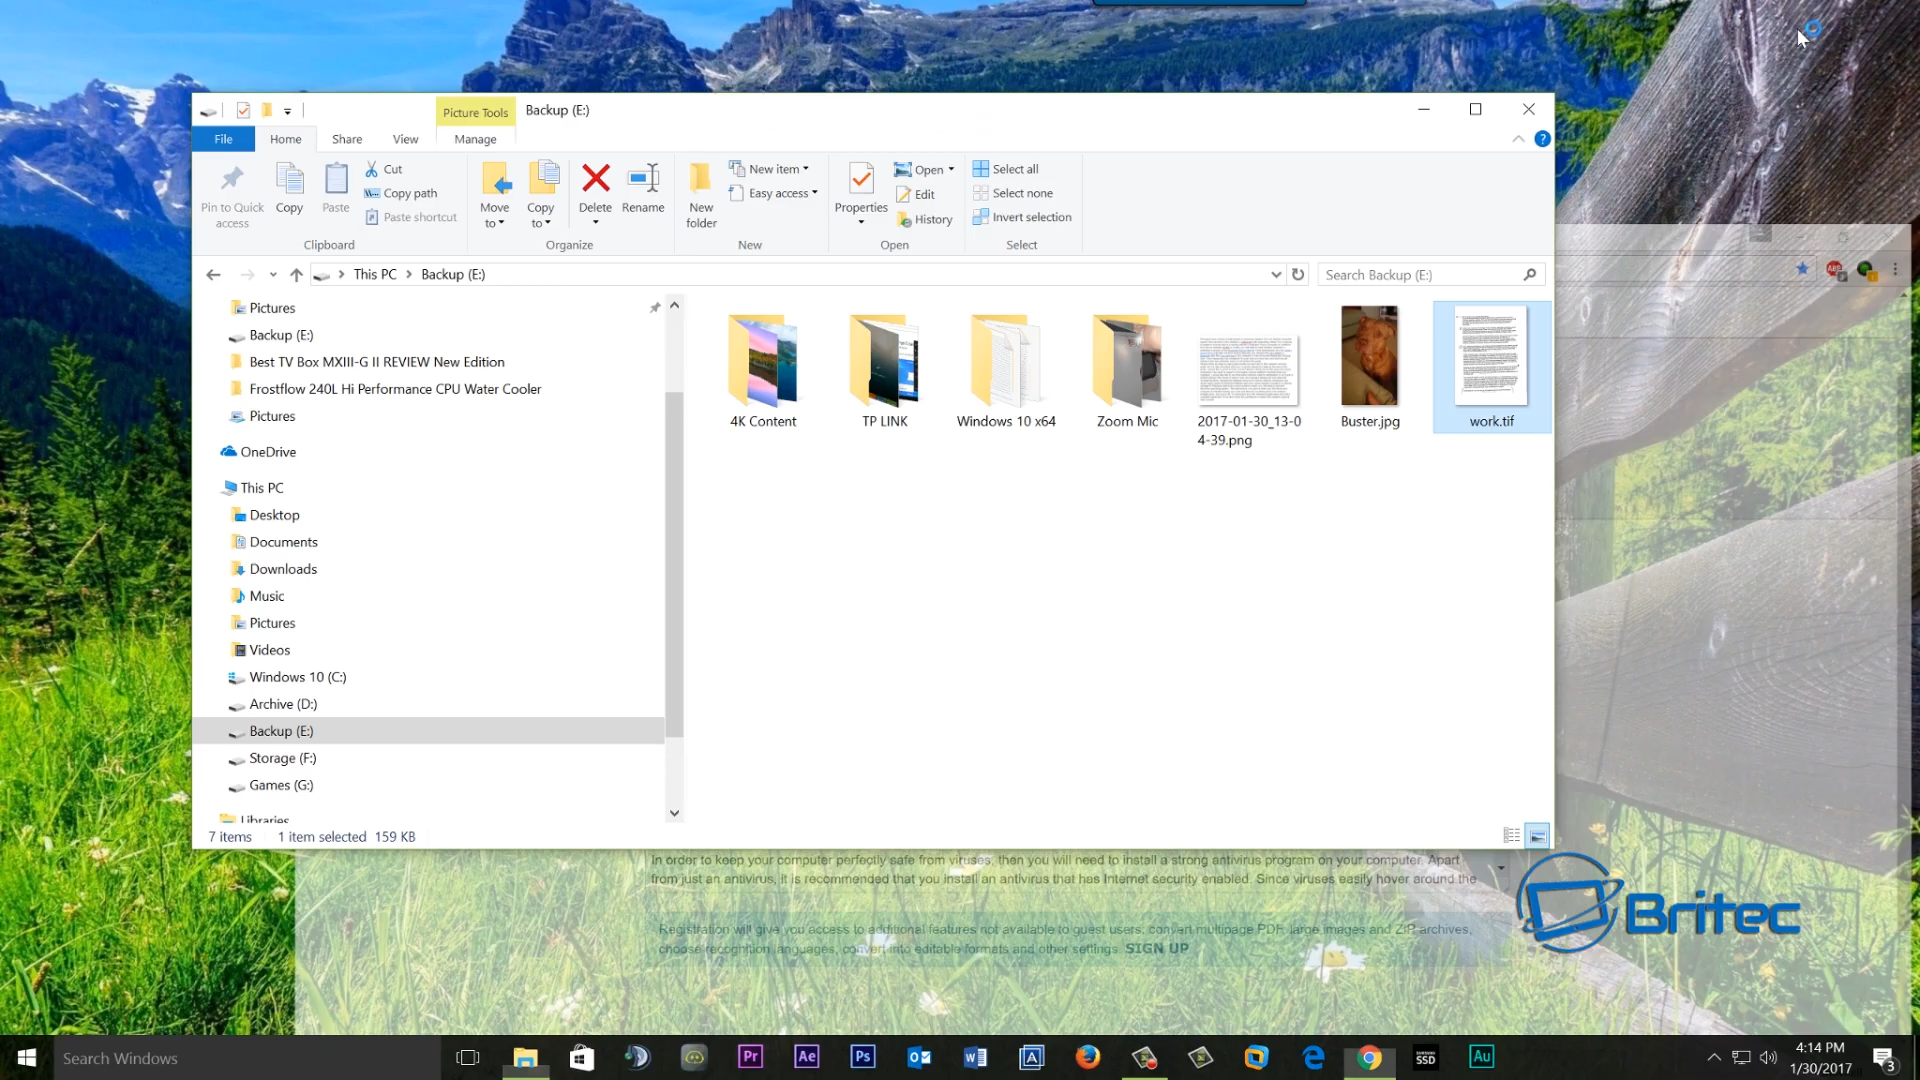 Picture Tools
Backup (E:)
File
Home
Share
View
Manage
Pin to Quick access
Copy
Paste
Cut
Copy path
Paste shortcut
Clipboard
Move to
Copy to
Delete
Rename
Organize
New folder
New item
Easy access
New
Properties
Open
Edit
History
Open
Select all
Select none
Invert selection
Select
This PC
Backup (E:)
Search Backup (E:)
Pictures
Backup (E:)
Best TV Box MXIII-G II REVIEW New Edition
Frostflow 240L Hi Performance CPU Water Cooler
Pictures
OneDrive
This PC
Desktop
Documents
Downloads
Music
Pictures
Videos
Windows 10 (C:)
Archive (D:)
Backup (E:)
Storage (F:)
Games (G:)
Libraries
4K Content
TP LINK
Windows 10 x64
Zoom Mic
2017-01-30_13-0
4-39.png
Buster.jpg
work.tif
7 items
1 item selected 159 KB
In order to keep your computer perfectly safe from viruses, then you will need to install a strong antivirus program on your computer. Apart
from just an antivirus, it is recommended that you install an antivirus that has Internet security enabled. Since viruses easily hover around the
Registration will give you access to additional features not available to guest users: convert multipage PDF, large images and ZIP archives,
choose recognition languages, convert into editable formats and other settings. SIGN UP
Britec
Search Windows
Pr
Ae
Ps
SSD
Au
4:14 PM
1/30/2017
3